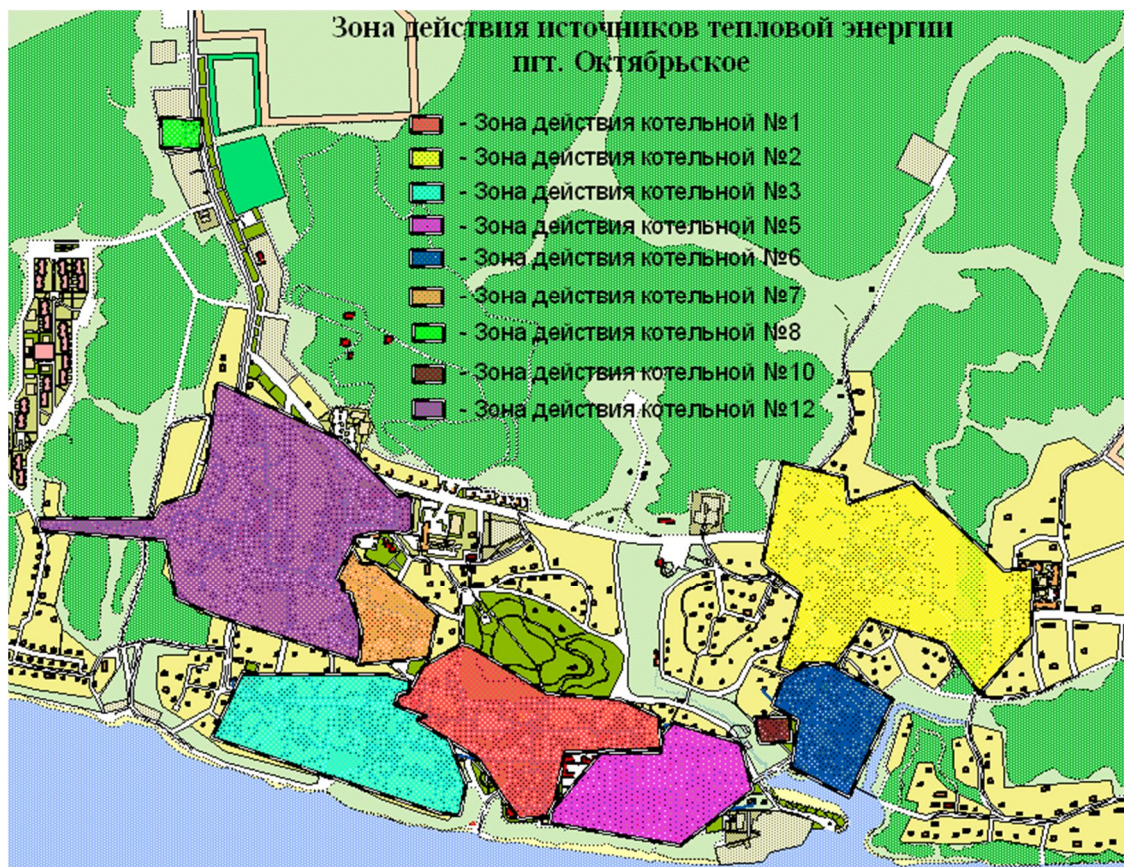 Зона действия источников тепловой энергии
пгт. Октябрьское
- Зона действия котельной №1
- Зона действия котельной №2
- Зона действия котельной №3
- Зона действия котельной №5
- Зона действия котельной №6
- Зона действия котельной №7
- Зона действия котельной №8
- Зона действия котельной №10
- Зона действия котельной №12